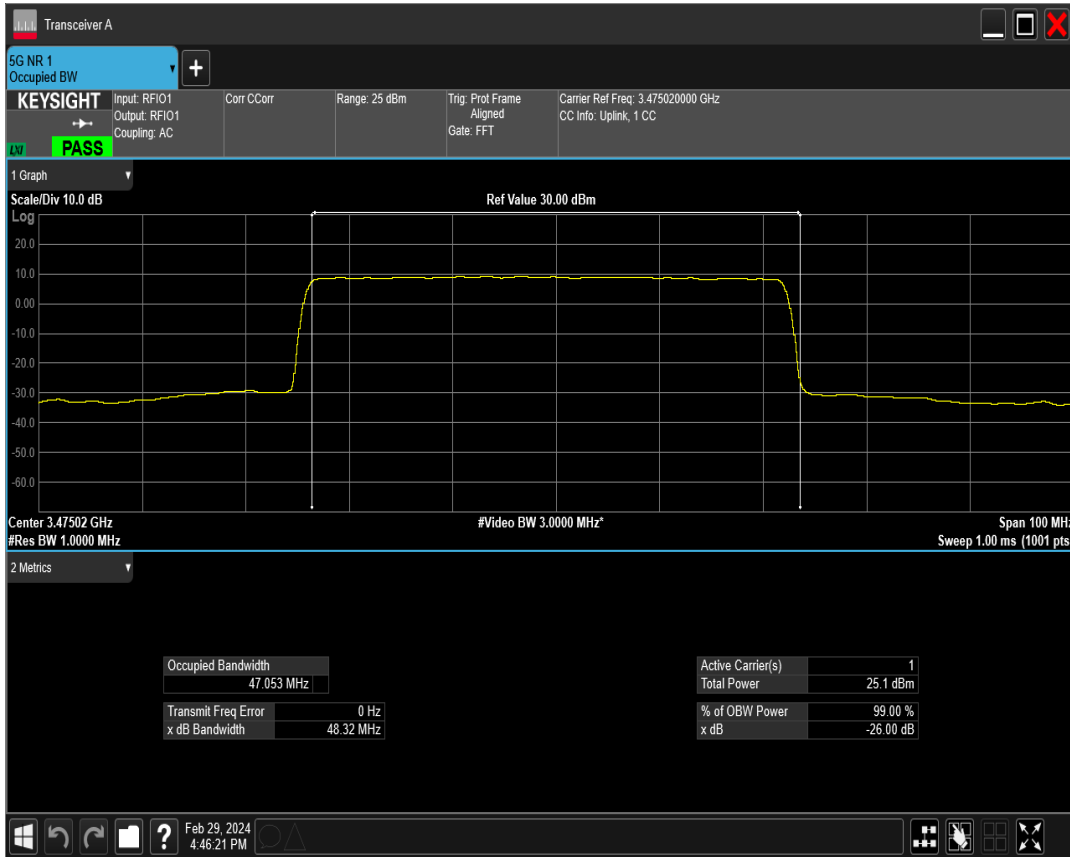 Transceiver A
5G NR 1
Occupied BW
+
KEYSIGHT
LXI
PASS
Input: RFIO1
Output: RFIO1
Coupling: AC
Corr CCorr
Range: 25 dBm
Trig: Prot Frame
Aligned
Gate: FFT
Carrier Ref Freq: 3.475020000 GHz
CC Info: Uplink, 1 CC
1 Graph
Scale/Div 10.0 dB
Ref Value 30.00 dBm
Log
20.0
10.0
0.00
-10.0
-20.0
-30.0
-40.0
-50.0
-60.0
Center 3.47502 GHz
#Video BW 3.0000 MHz*
Span 100 MHz
#Res BW 1.0000 MHz
Sweep 1.00 ms (1001 pts
2 Metrics
Occupied Bandwidth
47.053 MHz
Transmit Freq Error 0 Hz
x dB Bandwidth 48.32 MHz
Active Carrier(s) 1
Total Power 25.1 dBm
% of OBW Power 99.00 %
x dB -26.00 dB
?
Feb 29, 2024
4:46:21 PM